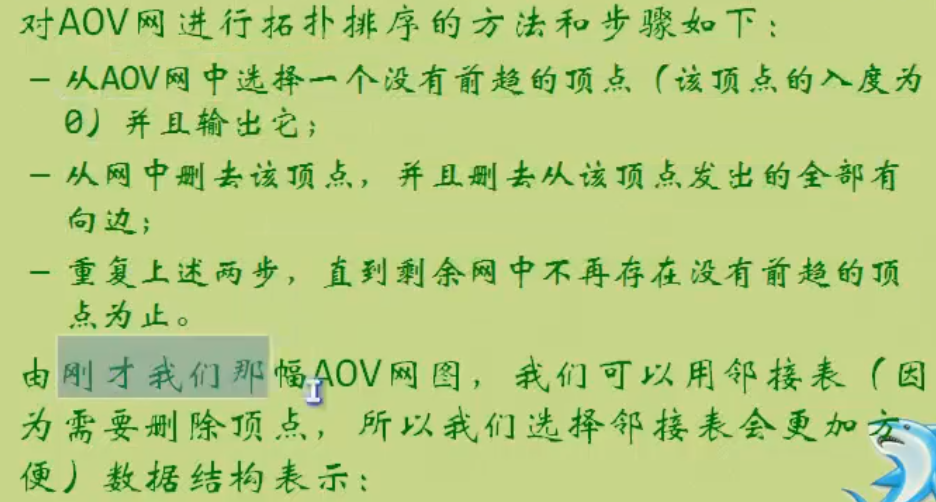 对AOV网进行拓扑排序的方法和步骤如下：
– 从AOV网中选择一个没有前趋的顶点（该顶点的入度为
0）并且输出它；
– 从网中删去该顶点，并且删去从该顶点发出的全部有
向边；
– 重复上述两步，直到剩余网中不再存在没有前趋的顶
点为止。
由刚才我们那幅AOV网图，我们可以用邻接表（因
为需要删除顶点，所以我们选择邻接表会更加方
便）数据结构表示：